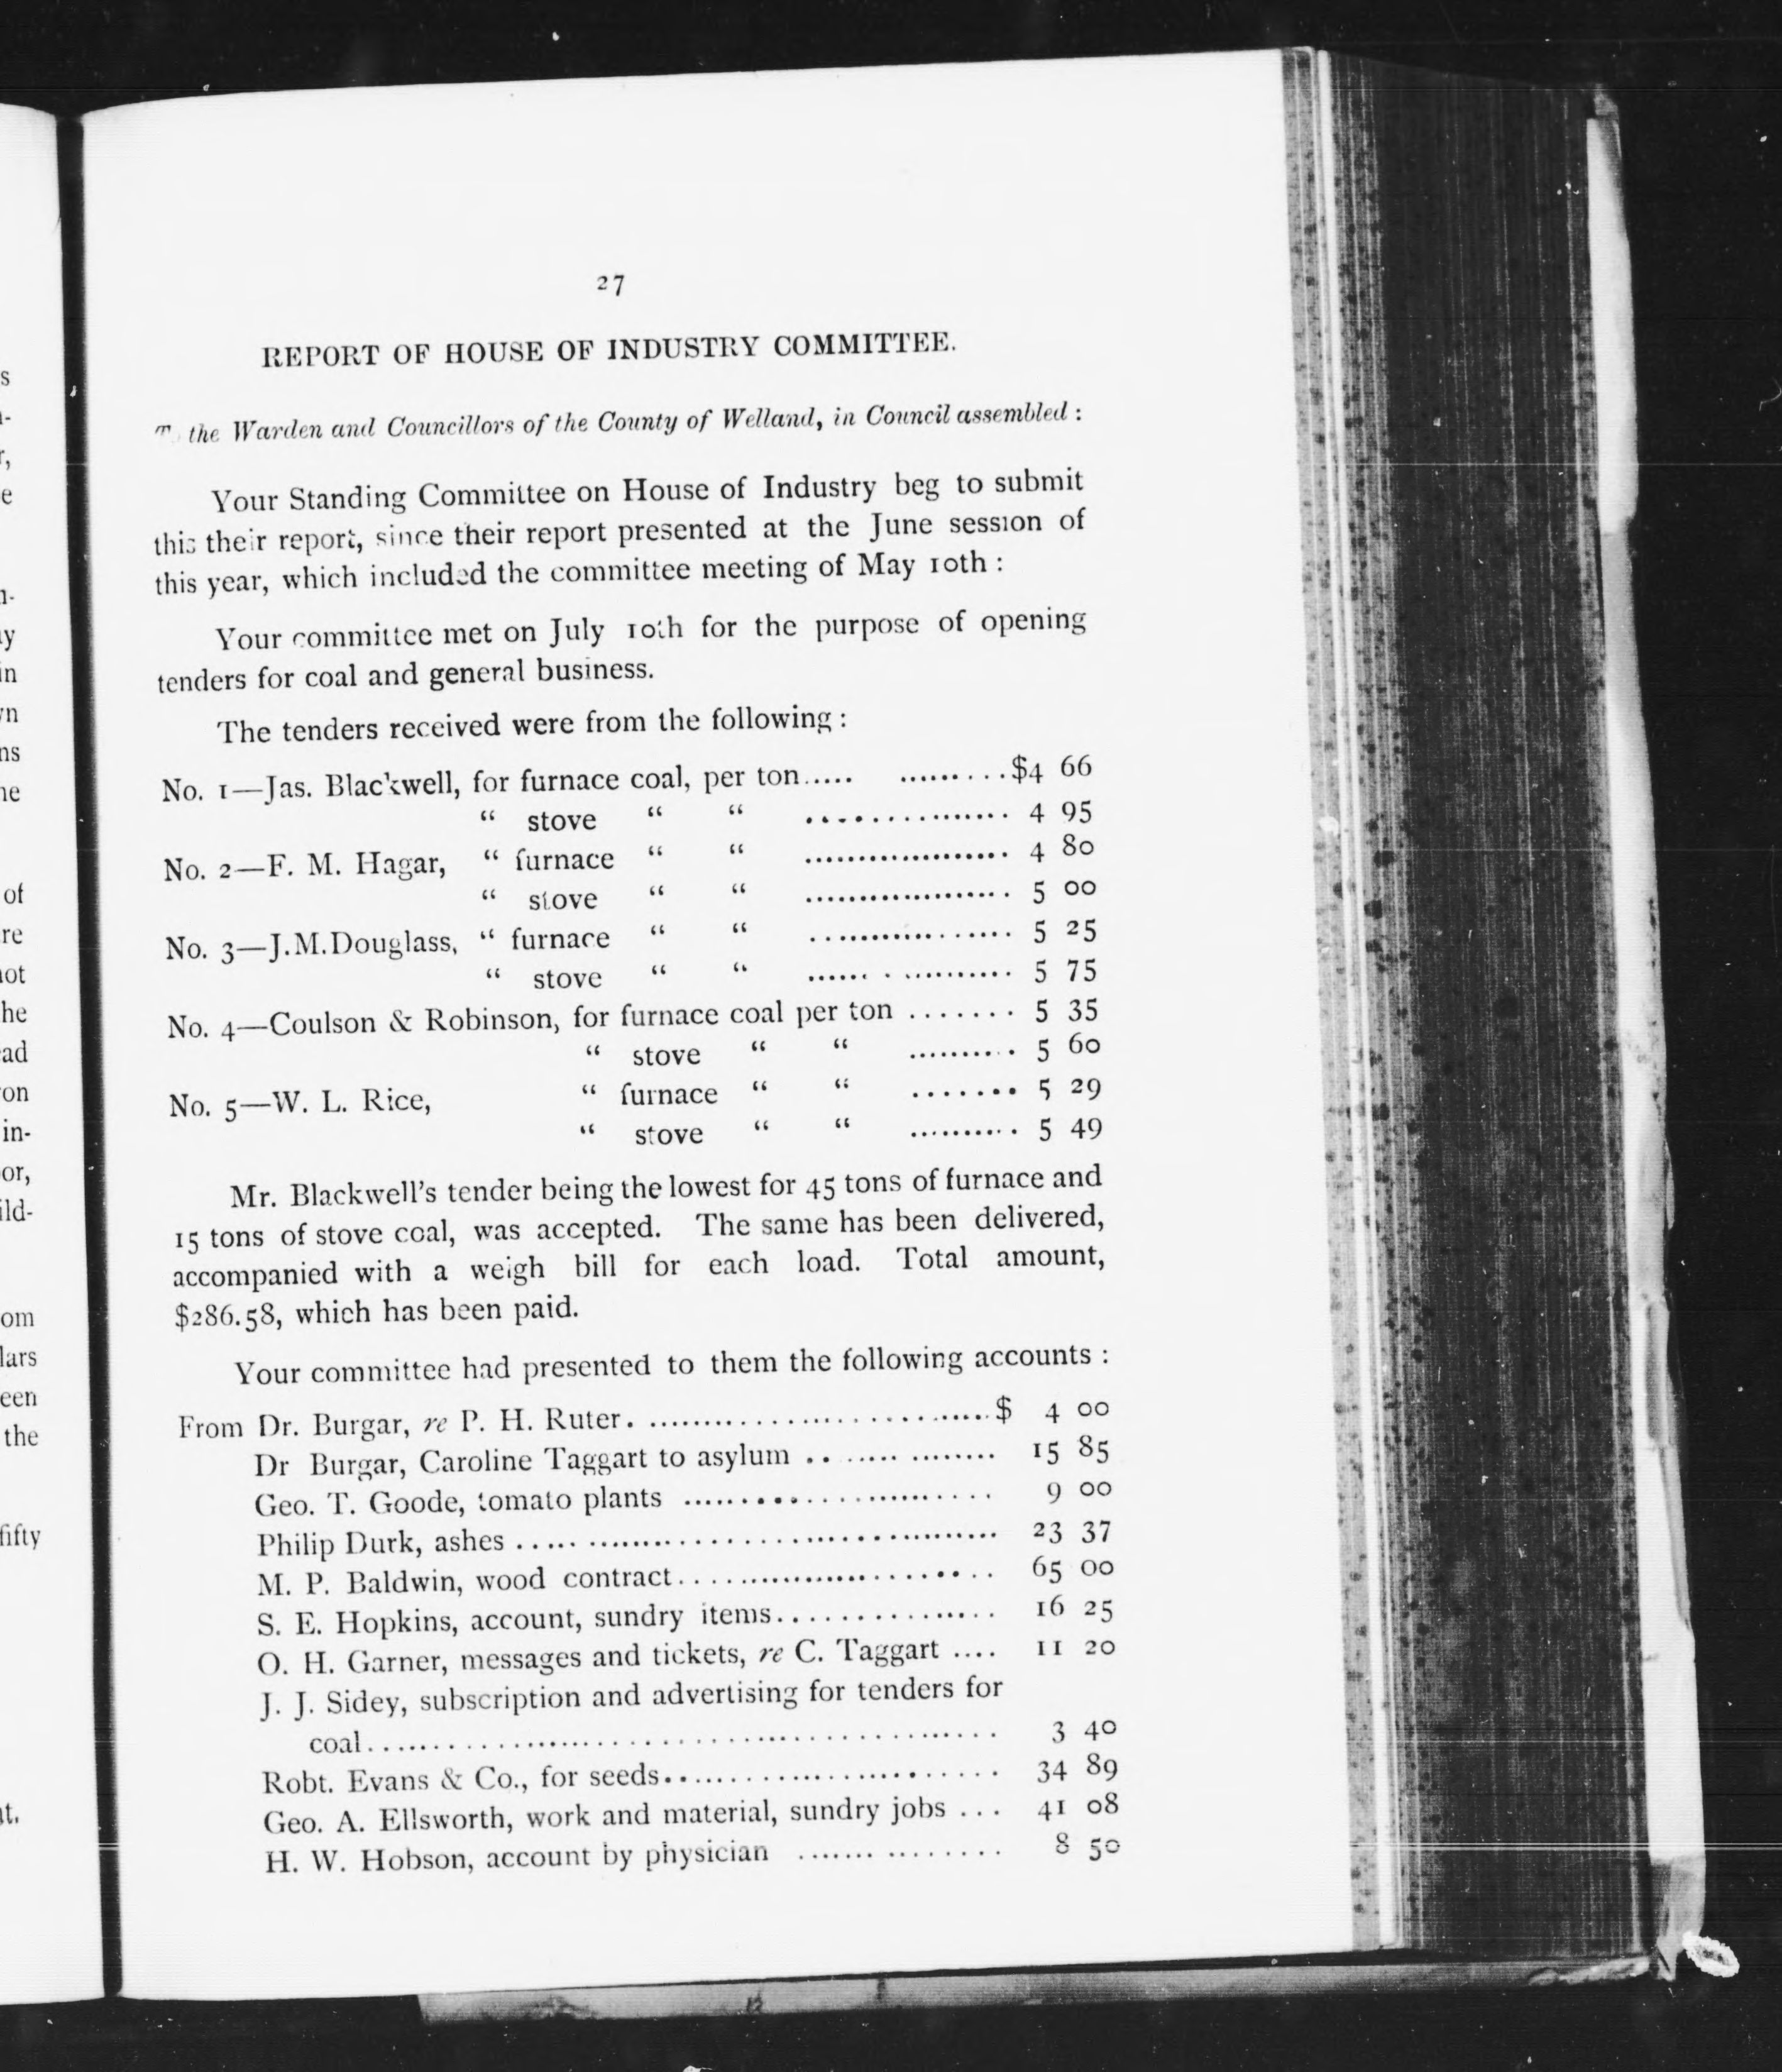 27
REPORT OF HOUSE OF INDUSTRY COMMITTEE.
the Warden and Councillors of the County of Welland, in Council assembled :
Your Standing Committee on House of Industry beg to submit
this their report, since their report presented at the June session of
this year, which included the committee meeting of May 10th :
Your committee met on July 10th for the purpose of opening
tenders for coal and general business.
The tenders received were from the following :
No. 1—Jas. Blackwell, for furnace coal, per ton..... ..........$4 66
“ stove “ “ .................... 4 95
No. 2—F. M. Hagar, “ furnace “ “ .................... 4 80
“ stove “ “ .................... 5 00
No. 3—J.M.Douglass, “ furnace “ “ .................... 5 25
“ stove “ “ ...... . .......... 5 75
No. 4—Coulson & Robinson, for furnace coal per ton ....... 5 35
“ stove “ “ .......... 5 60
No. 5—W. L. Rice, “ furnace “ “ ....... 5 29
“ stove “ “ .......... 5 49
Mr. Blackwell's tender being the lowest for 45 tons of furnace and
15 tons of stove coal, was accepted. The same has been delivered,
accompanied with a weigh bill for each load. Total amount,
$286.58, which has been paid.
Your committee had presented to them the following accounts :
From Dr. Burgar, re P. H. Ruter. ..............................$ 4 00
Dr Burgar, Caroline Taggart to asylum .. ...... ........ 15 85
Geo. T. Goode, tomato plants ............................ 9 00
Philip Durk, ashes ..... ................................ 23 37
M. P. Baldwin, wood contract............................ 65 00
S. E. Hopkins, account, sundry items................ 16 25
O. H. Garner, messages and tickets, re C. Taggart .... 11 20
J. J. Sidey, subscription and advertising for tenders for
coal.................................................. 3 40
Robt. Evans & Co., for seeds.......................... 34 89
Geo. A. Ellsworth, work and material, sundry jobs ... 41 08
H. W. Hobson, account by physician ....... ........ 8 50